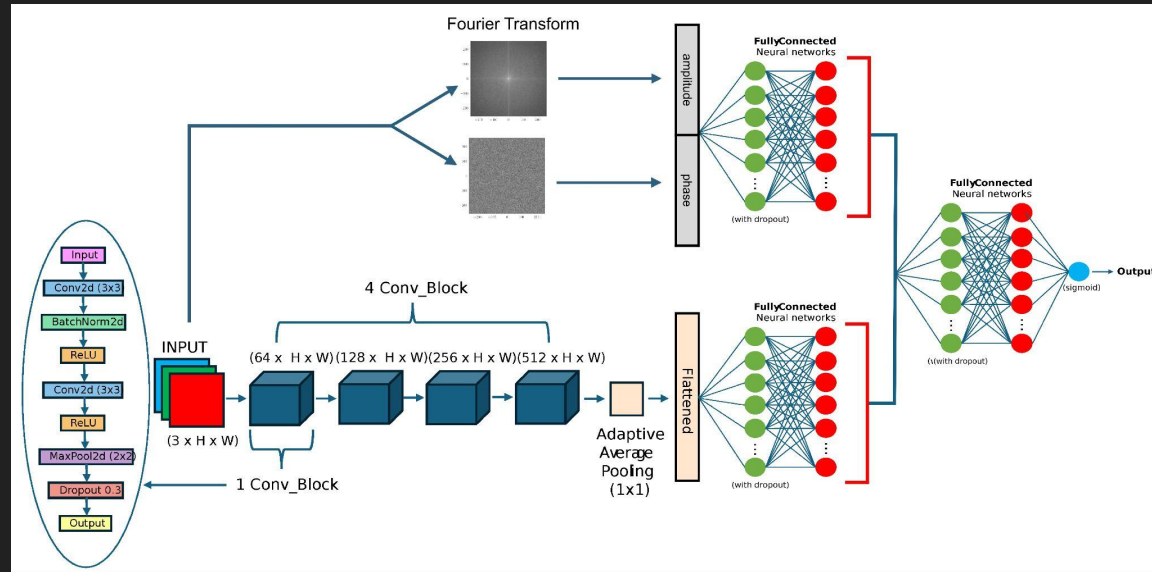 Fourier Transform
amplitude
phase
FullyConnected
Neural networks
(with dropout)
FullyConnected
Neural networks
(sigmoid)
Output
(\(with dropout)
Input
Conv2d (3x3
BatchNorm2d
ReLU
Conv2d (3x3
ReLU
MaxPool2d (2x2)
Dropout 0.3
Output
INPUT
(3 x H x W)
4 Conv_Block
(64 x H x W) (128 x H x W) (256 x H x W) (512 x H x W)
1 Conv_Block
Adaptive
Average
Pooling
(1x1)
Flattened
FullyConnected
Neural networks
(with dropout)